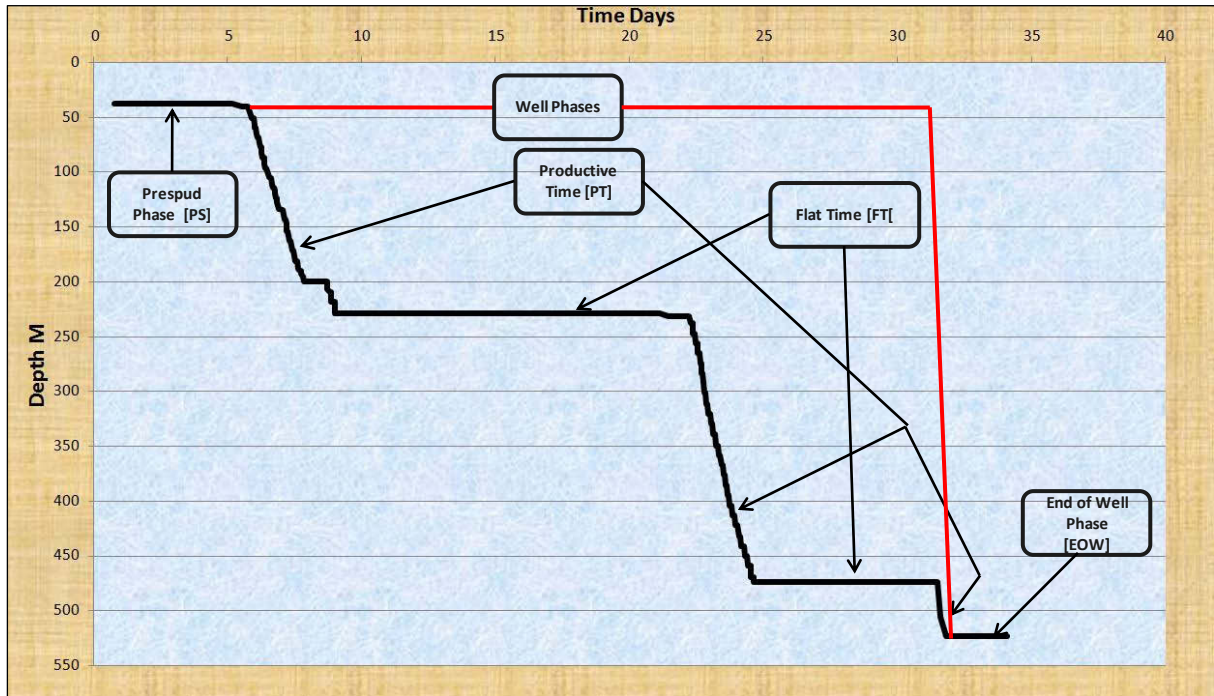 Time Days
0 5 10 15 20 25 30 35 40
0
50
100
150
200
250
300
350
400
450
500
550
Depth M
Well Phases
Prespud
Phase [PS]
Productive
Time [PT]
Flat Time [FT[
End of Well
Phase
[EOW]